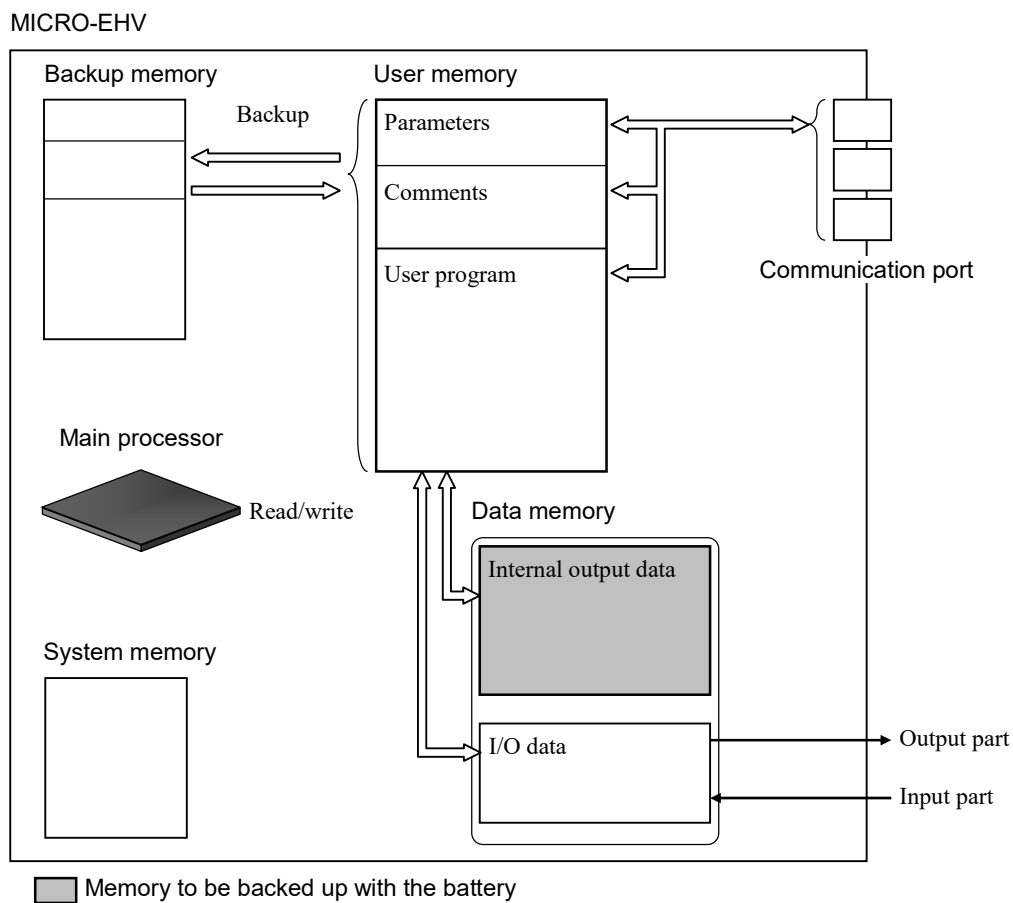 MICRO-EHV
Backup memory
User memory
Backup
Parameters
Comments
User program
Communication port
Main processor
Read/write
Data memory
Internal output data
System memory
I/O data
Output part
Input part
Memory to be backed up with the battery